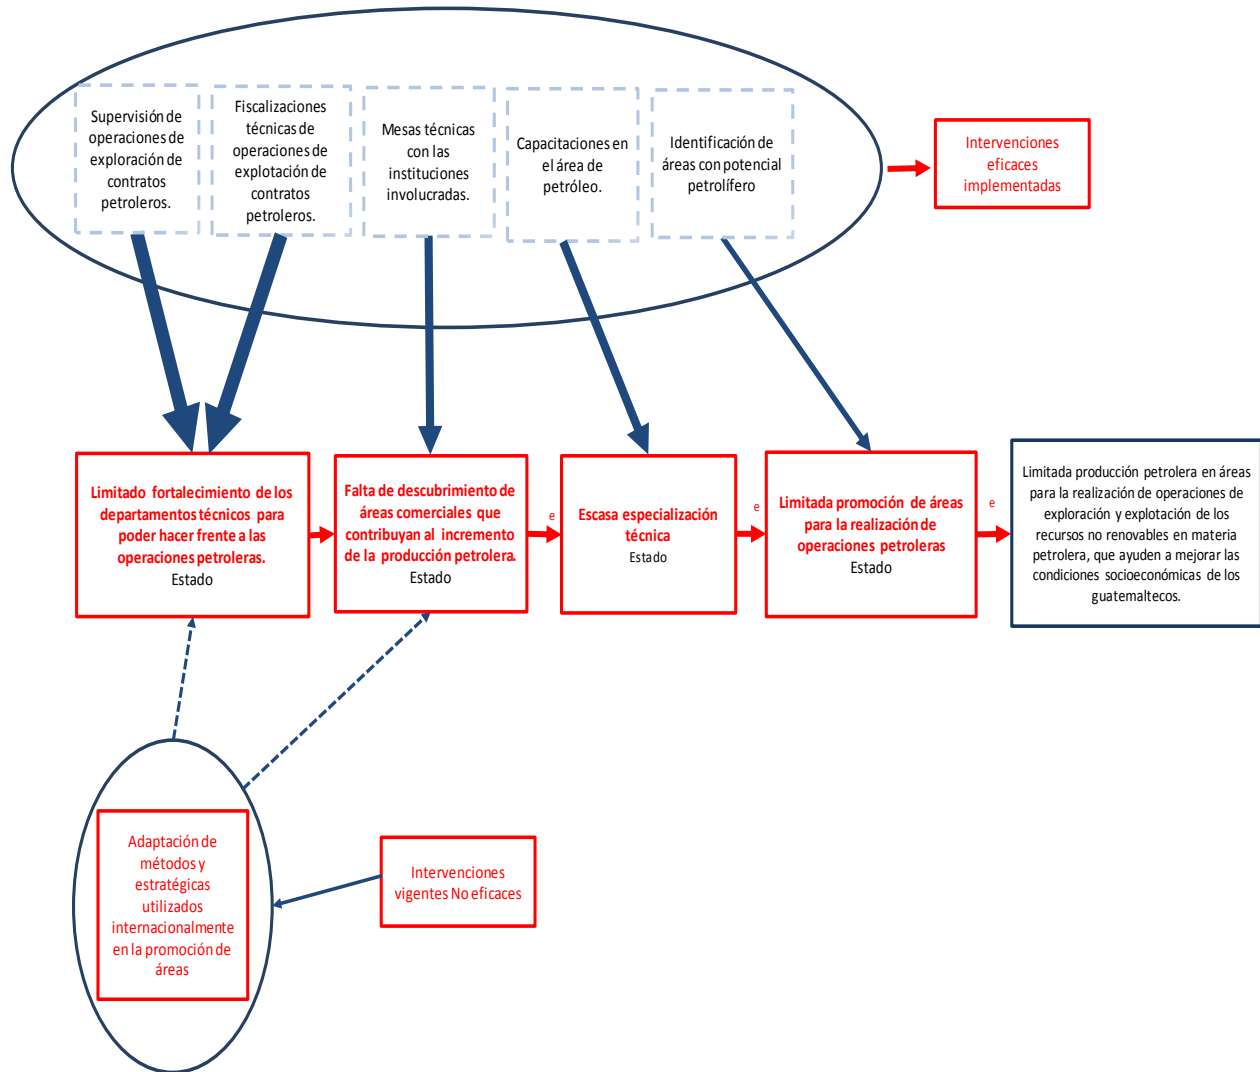 Supervisión de
operaciones de
exploración de
contratos
petroleros.
Fiscalizaciones
técnicas de
operaciones de
explotación de
contratos
petroleros.
Mesas técnicas
con las
instituciones
involucradas.
Capacitaciones en
el área de
petróleo.
Identificación de
áreas con potencial
petrolífero
Intervenciones
eficaces
implementadas
Limitado fortalecimiento de los
departamentos técnicos para
poder hacer frente a las
operaciones petroleras.
Estado
Falta de descubrimiento de
áreas comerciales que
contribuyan al incremento
de la producción petrolera.
Estado
e
Escasa especialización
técnica
Estado
e
Limitada promoción de áreas
para la realización de
operaciones petroleras
Estado
e
Limitada producción petrolera en áreas
para la realización de operaciones de
exploración y explotación de los
recursos no renovables en materia
petrolera, que ayuden a mejorar las
condiciones socioeconómicas de los
guatemaltecos.
Adaptación de
métodos y
estratégicas
utilizados
internacionalmente
en la promoción de
áreas
Intervenciones
vigentes No eficaces